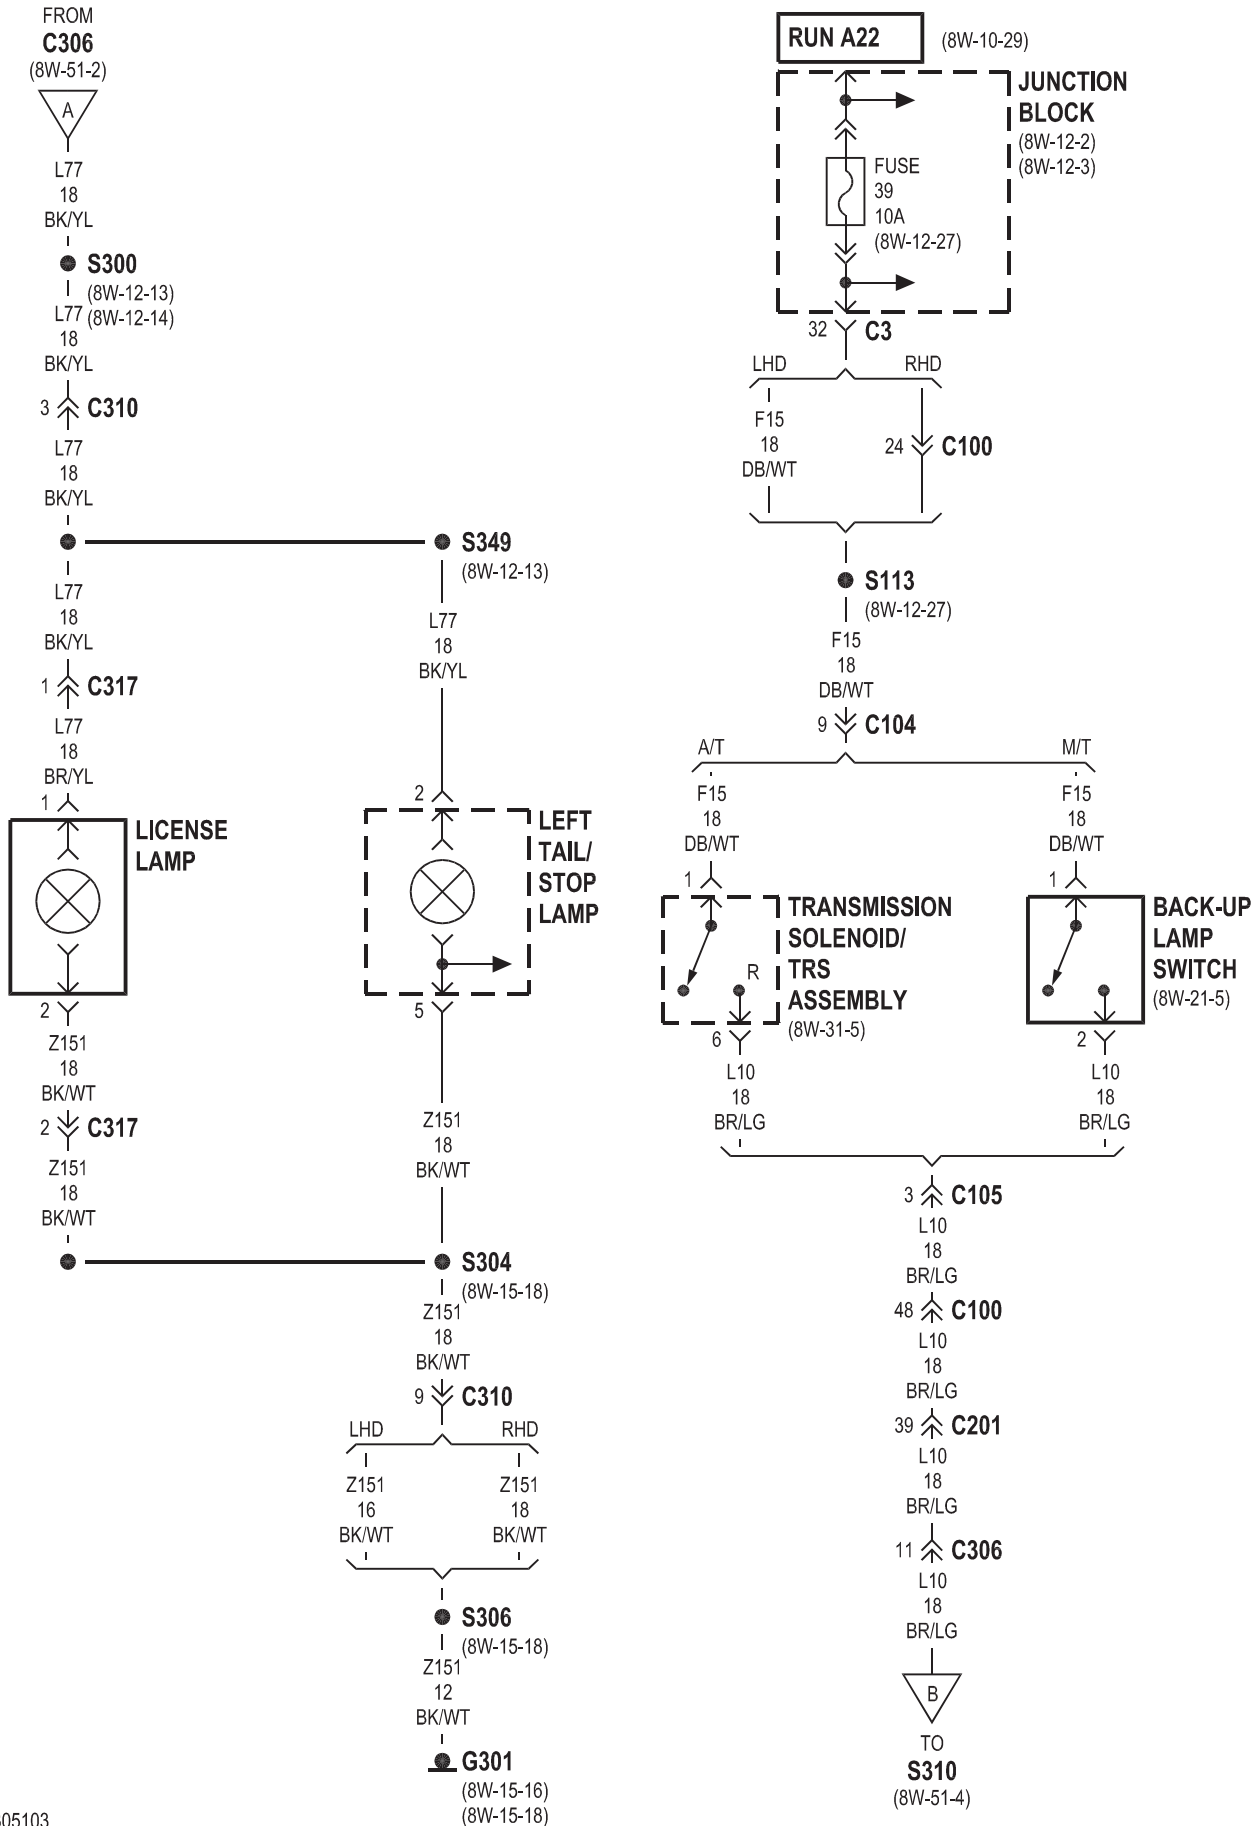 FROM
C306
(8W-51-2)
A
L77
18
BK/YL
S300
(8W-12-13)
(8W-12-14)
L77
18
BK/YL
3
C310
L77
18
BK/YL
S349
(8W-12-13)
L77
18
BK/YL
1
C317
L77
18
BR/YL
1
LICENSE
LAMP
2
Z151
18
BK/WT
2
C317
Z151
18
BK/WT
L77
18
BK/YL
2
LEFT
TAIL/
STOP
LAMP
5
Z151
18
BK/WT
S304
(8W-15-18)
Z151
18
BK/WT
9
C310
LHD
RHD
Z151
16
BK/WT
Z151
18
BK/WT
S306
(8W-15-18)
Z151
12
BK/WT
G301
(8W-15-16)
(8W-15-18)
RUN A22
(8W-10-29)
JUNCTION
BLOCK
(8W-12-2)
(8W-12-3)
FUSE
39
10A
(8W-12-27)
32
C3
LHD
RHD
F15
18
DB/WT
24
C100
S113
(8W-12-27)
F15
18
DB/WT
9
C104
A/T
M/T
F15
18
DB/WT
1
R
TRANSMISSION
SOLENOID/
TRS
ASSEMBLY
(8W-31-5)
6
L10
18
BR/LG
F15
18
DB/WT
1
BACK-UP
LAMP
SWITCH
(8W-21-5)
2
L10
18
BR/LG
3
C105
L10
18
BR/LG
48
C100
L10
18
BR/LG
39
C201
L10
18
BR/LG
11
C306
L10
18
BR/LG
B
TO
S310
(8W-51-4)